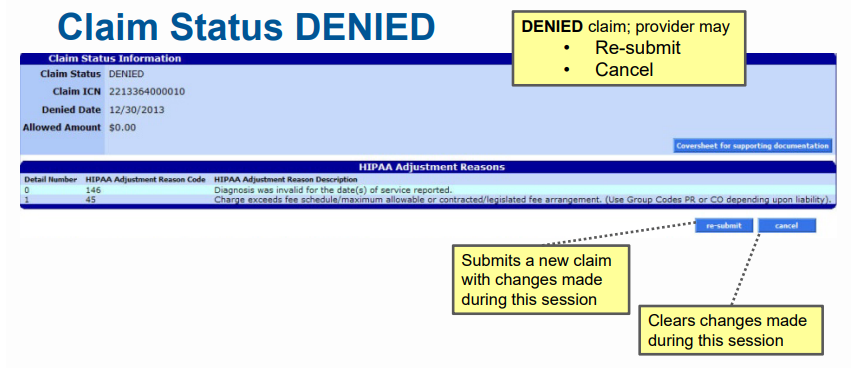 Claim Status DENIED
DENIED claim; provider may
• Re-submit
• Cancel
Claim Status Information
Claim Status DENIED
Claim ICN 2213364000010
Denied Date 12/30/2013
Allowed Amount $0.00
Coversheet for supporting documentation
HIPAA Adjustment Reasons
Detail Number HIPAA Adjustment Reason Code HIPAA Adjustment Reason Description
0 146 Diagnosis was invalid for the date(s) of service reported.
1 45 Charge exceeds fee schedule/maximum allowable or contracted/legislated fee arrangement. (Use Group Codes PR or CO depending upon liability).
re-submit cancel
Submits a new claim
with changes made
during this session
Clears changes made
during this session